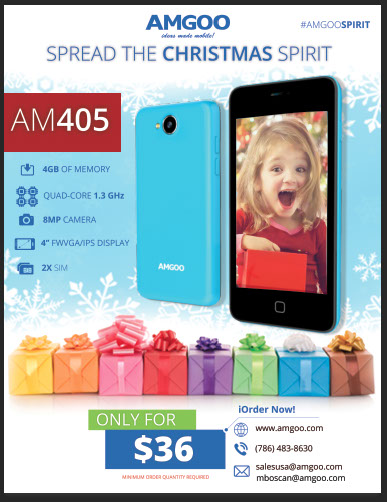 AMGOO
ideas made mobile!
#AMGOOSPIRIT
SPREAD THE CHRISTMAS SPIRIT
AM405
4GB OF MEMORY
QUAD-CORE 1.3 GHz
8MP CAMERA
4" FWVGA/IPS DISPLAY
2X SIM
AMGOO
ONLY FOR
$36
MINIMUM ORDER QUANTITY REQUIRED
¡Order Now!
www.amgoo.com
(786) 483-8630
salesusa@amgoo.com
mboscan@amgoo.com